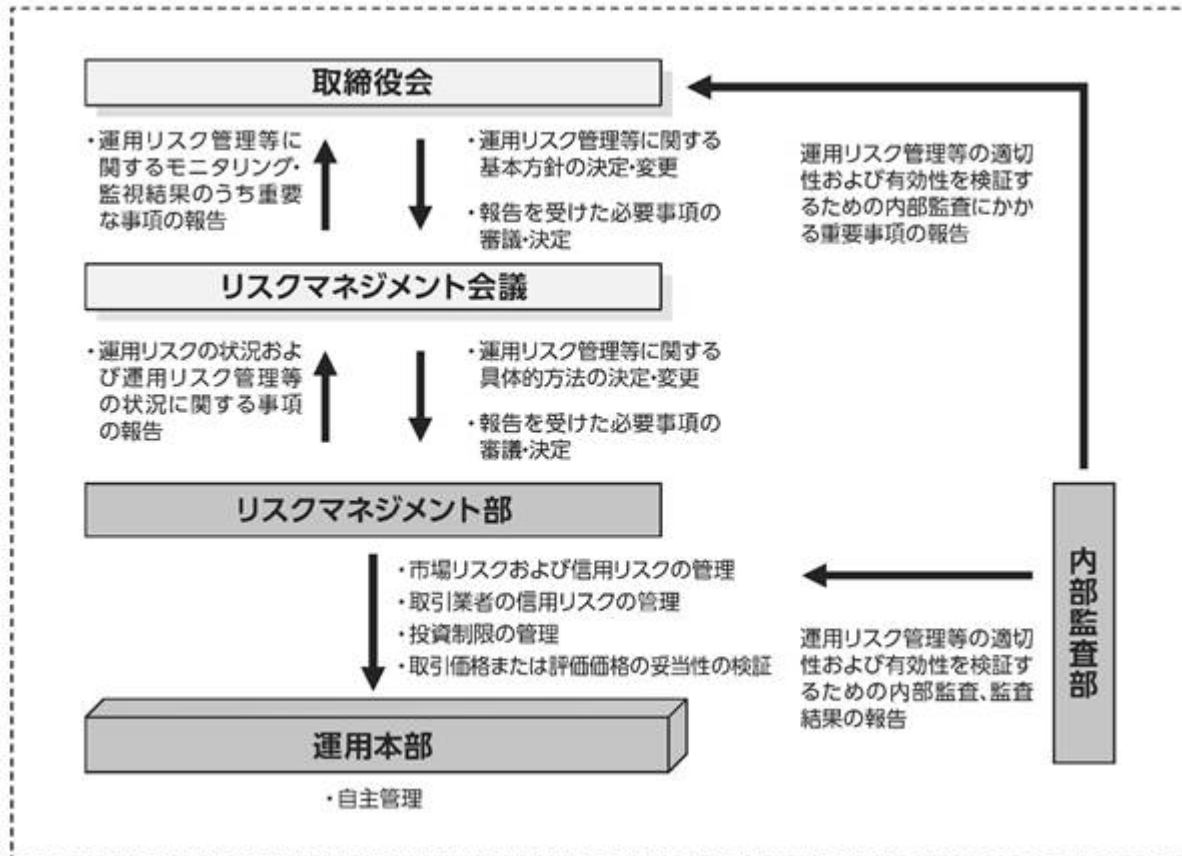 取締役会
・運用リスク管理等に
関するモニタリング・
監視結果のうち重要
な事項の報告
・運用リスク管理等に関する
基本方針の決定・変更
・報告を受けた必要事項の
審議・決定
運用リスク管理等の適切
性および有効性を検証す
るための内部監査にかか
る重要事項の報告
リスクマネジメント会議
・運用リスクの状況およ
び運用リスク管理等
の状況に関する事項
の報告
・運用リスク管理等に関する
具体的方法の決定・変更
・報告を受けた必要事項の
審議・決定
リスクマネジメント部
・市場リスクおよび信用リスクの管理
・取引業者の信用リスクの管理
・投資制限の管理
・取引価格または評価価格の妥当性の検証
運用リスク管理等の適切
性および有効性を検証す
るための内部監査、監査
結果の報告
内部監査部
運用本部
・自主管理